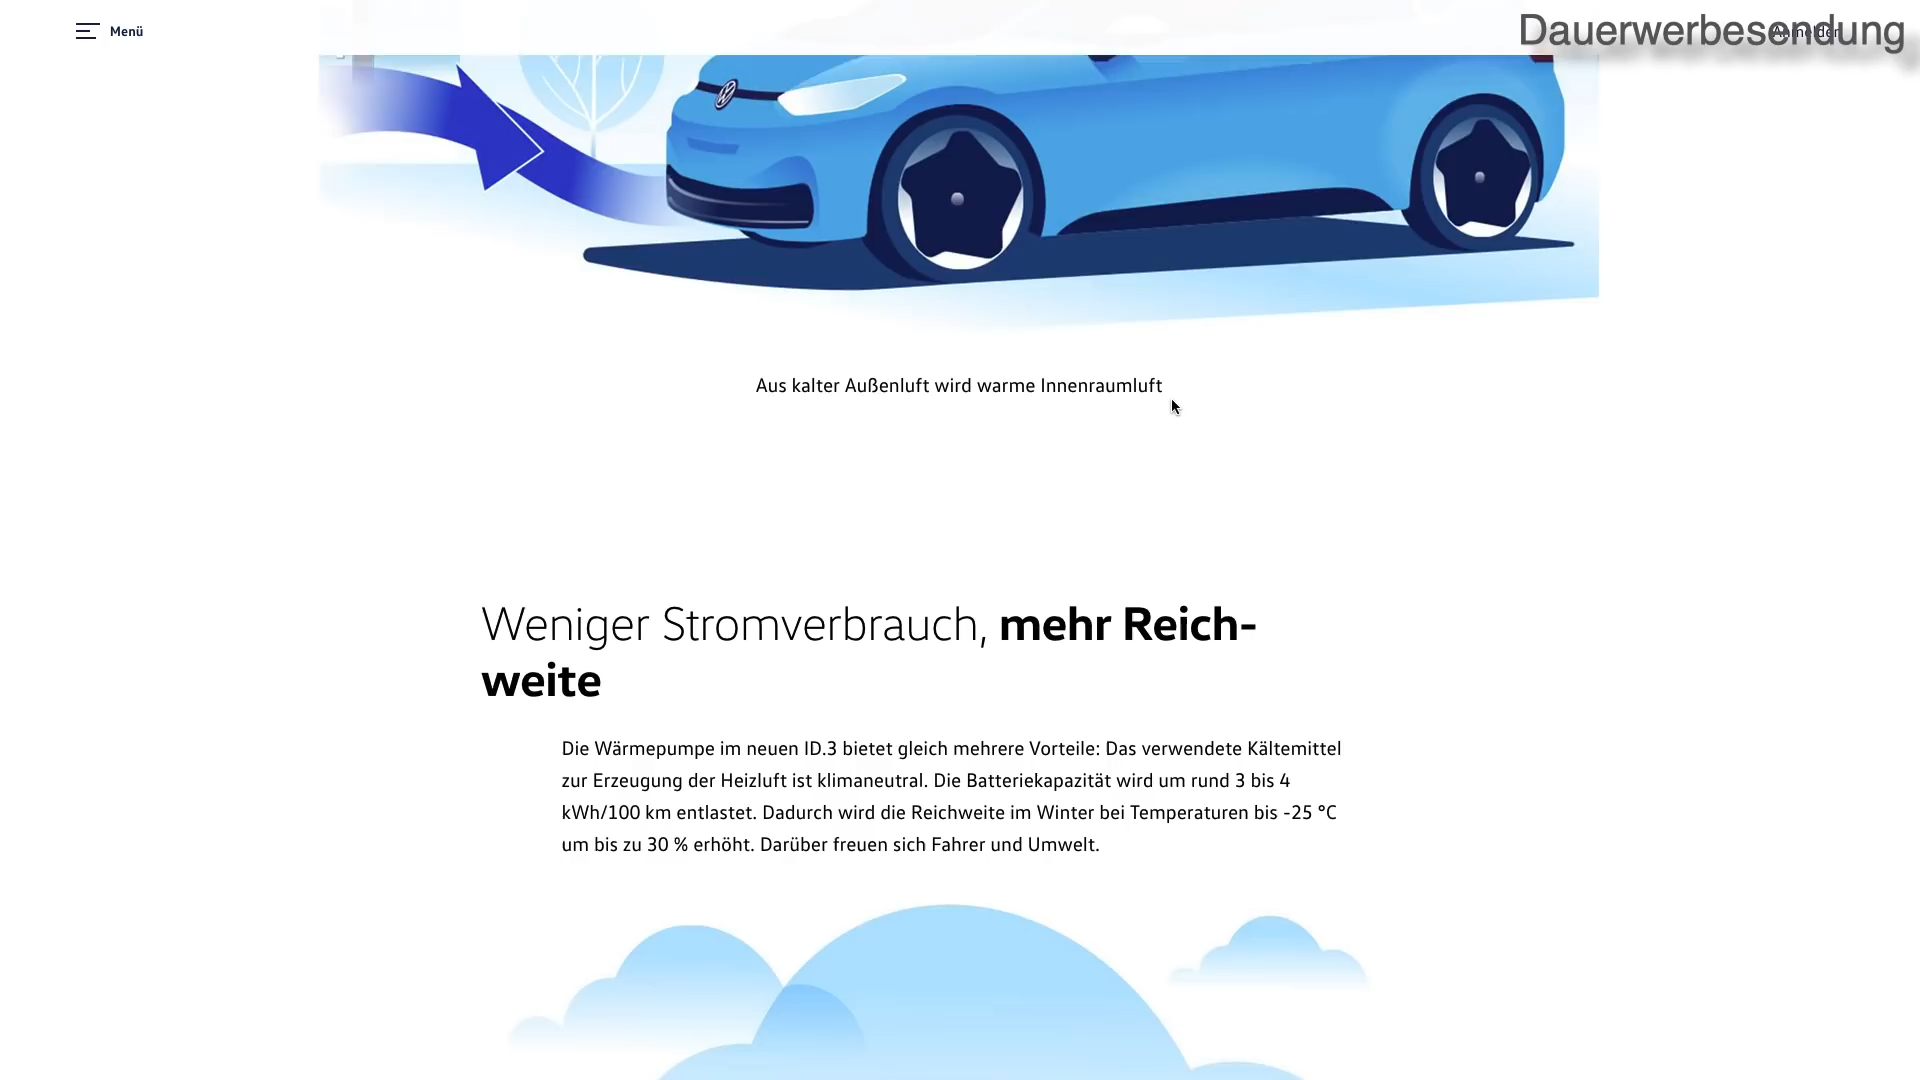 Menü
Dauerwerbesendung
Anmelden
Aus kalter Außenluft wird warme Innenraumluft
Weniger Stromverbrauch, mehr Reich-
weite
Die Wärmepumpe im neuen ID.3 bietet gleich mehrere Vorteile: Das verwendete Kältemittel
zur Erzeugung der Heizluft ist klimaneutral. Die Batteriekapazität wird um rund 3 bis 4
kWh/100 km entlastet. Dadurch wird die Reichweite im Winter bei Temperaturen bis -25 °C
um bis zu 30 % erhöht. Darüber freuen sich Fahrer und Umwelt.